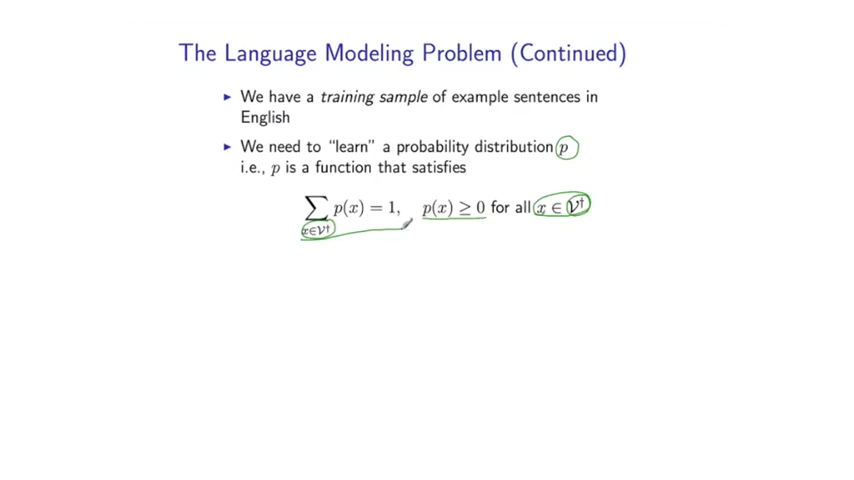 The Language Modeling Problem (Continued)
▶ We have a training sample of example sentences in
English
▶ We need to "learn" a probability distribution p
i.e., p is a function that satisfies
∑ p(x) = 1,   p(x) ≥ 0 for all x ∈ 𝒱†
x∈𝒱†